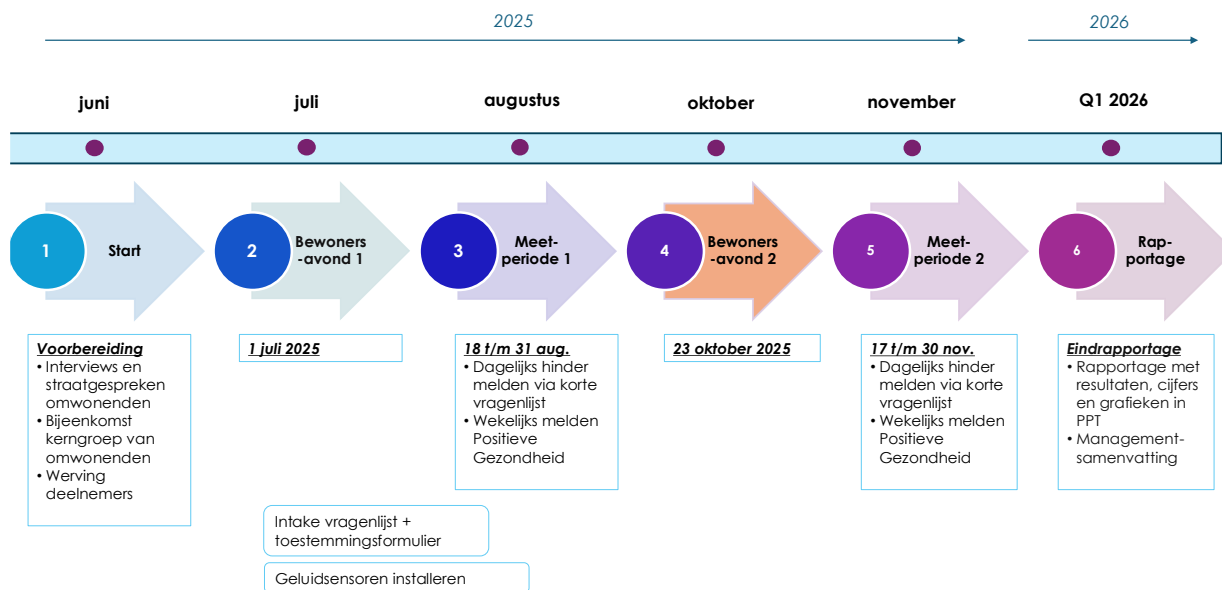 2025
2026
juni
juli
augustus
oktober
november
Q1 2026
1
Start
2
Bewoners
-avond 1
3
Meet-
periode 1
4
Bewoners
-avond 2
5
Meet-
periode 2
6
Rap-
portage
Voorbereiding
• Interviews en
straatgespreken
omwonenden
• Bijeenkomst
kerngroep van
omwonenden
• Werving
deelnemers
1 juli 2025
18 t/m 31 aug.
• Dagelijks hinder
melden via korte
vragenlijst
• Wekelijks melden
Positieve
Gezondheid
23 oktober 2025
17 t/m 30 nov.
• Dagelijks hinder
melden via korte
vragenlijst
• Wekelijks melden
Positieve
Gezondheid
Eindrapportage
• Rapportage met
resultaten, cijfers
en grafieken in
PPT
• Management-
samenvatting
Intake vragenlijst +
toestemmingsformulier
Geluidsensoren installeren